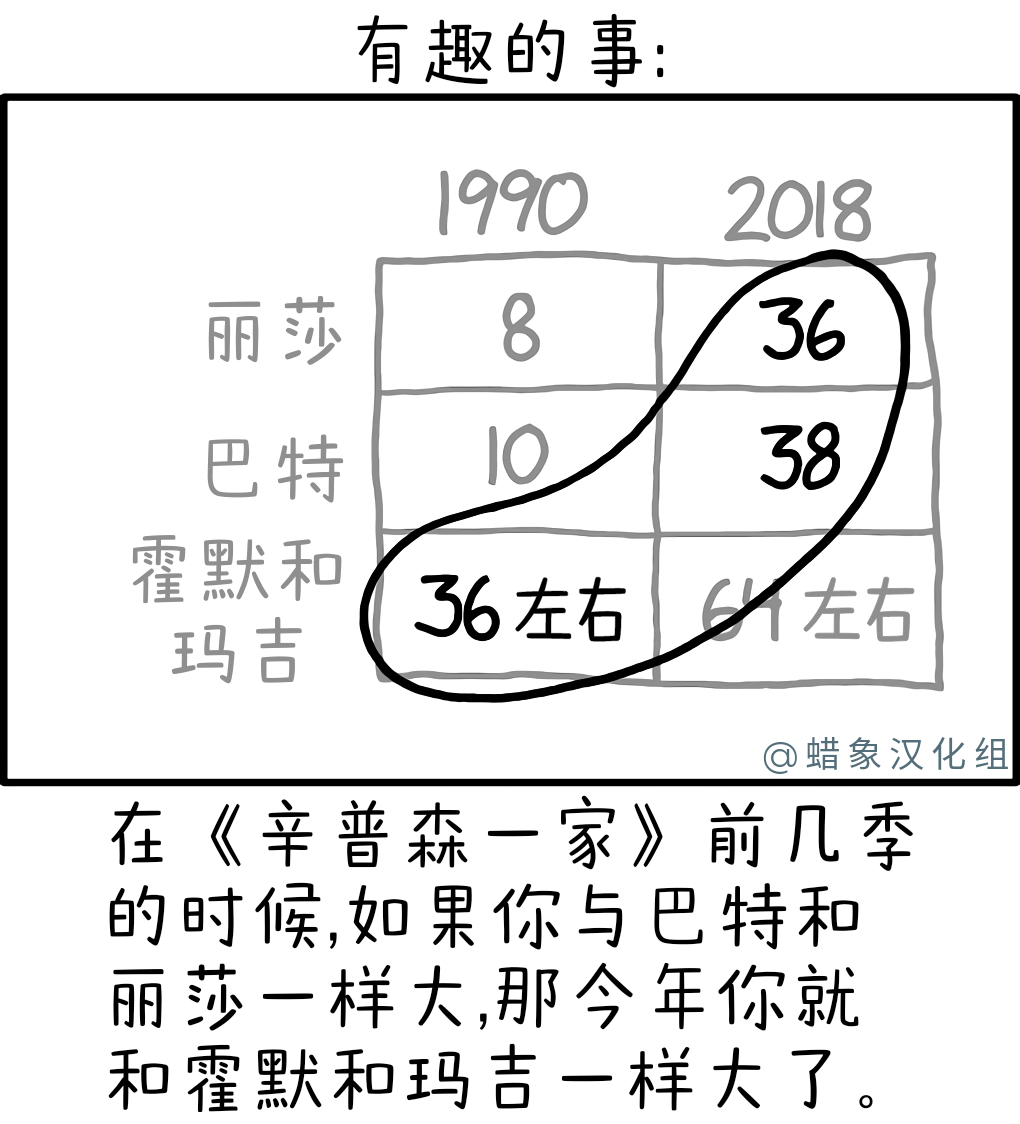 有趣的事:
1990 2018
丽莎 8 36
巴特 10 38
霍默和
玛吉 36左右 64左右
@蜡象汉化组
在《辛普森一家》前几季
的时候,如果你与巴特和
丽莎一样大,那今年你就
和霍默和玛吉一样大了。